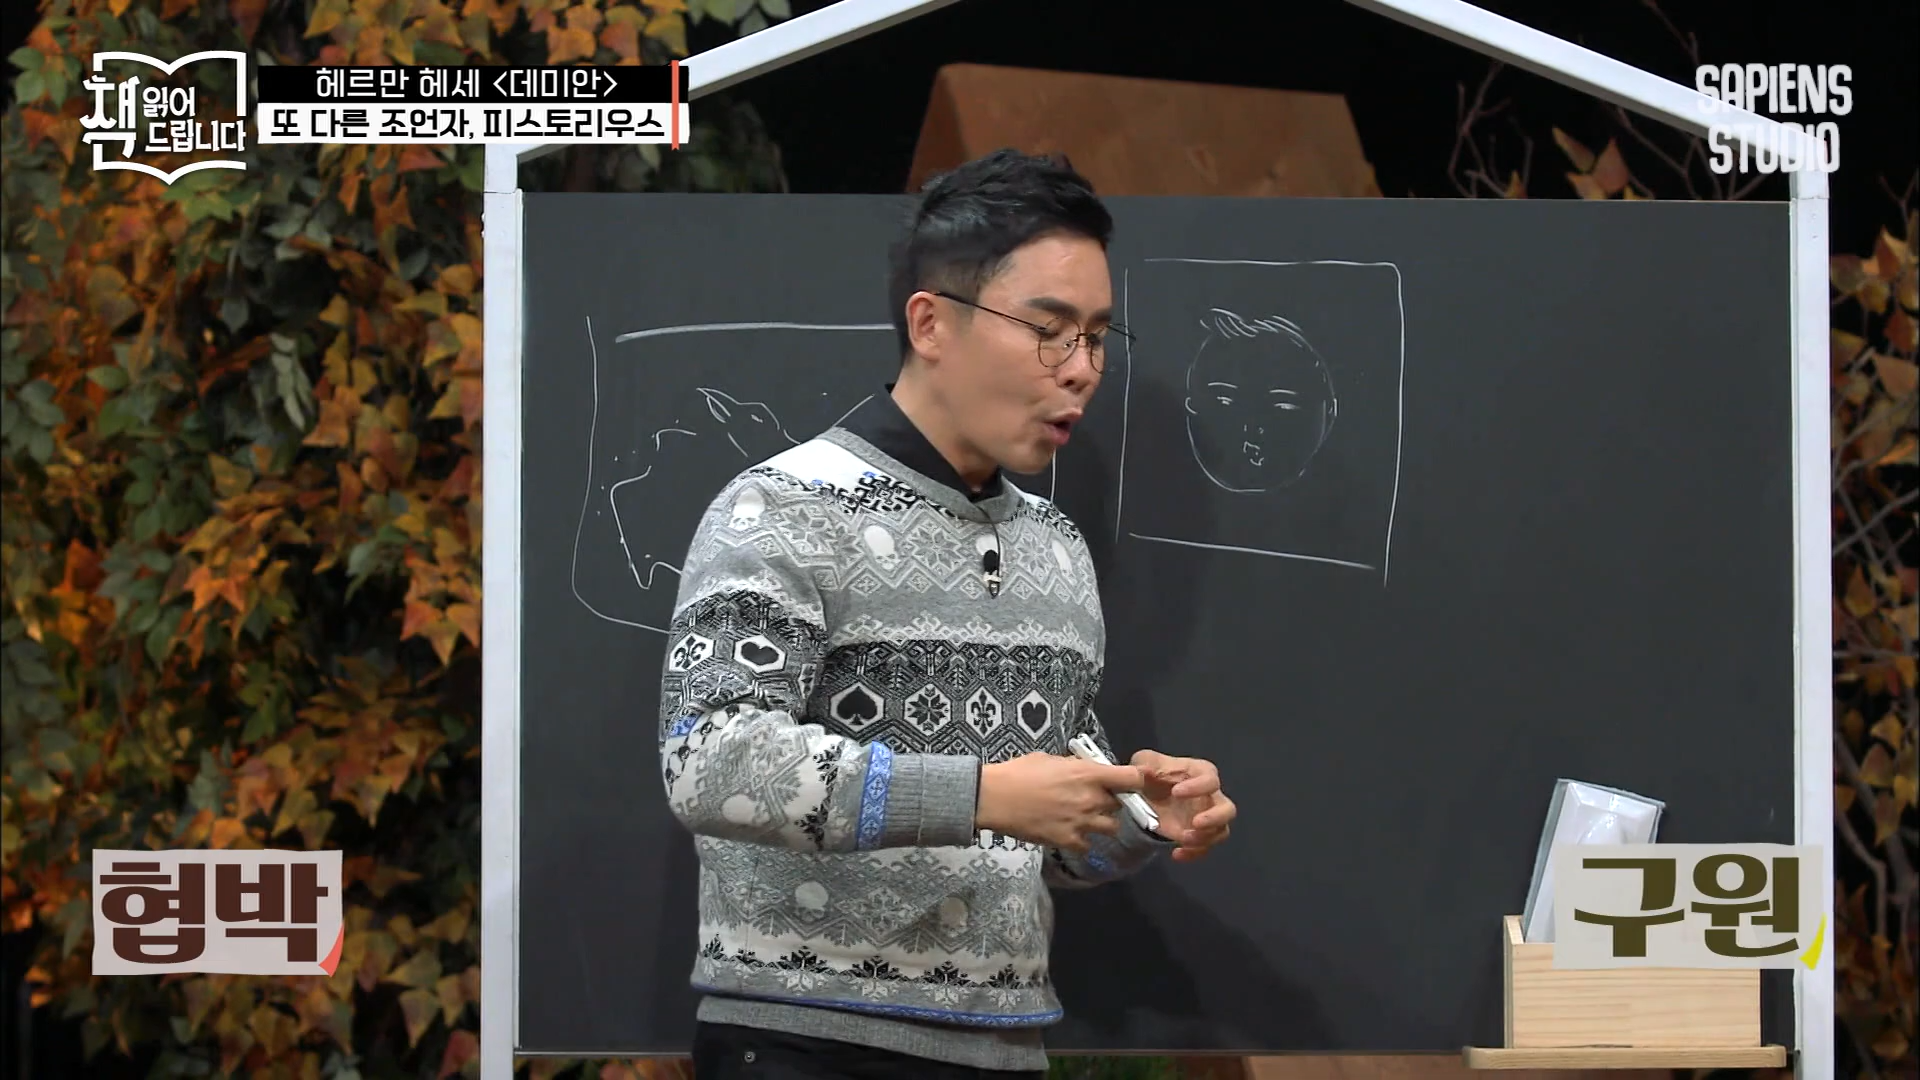 책 읽어
드립니다
헤르만 헤세 <데미안>
또 다른 조언자, 피스토리우스
SAPIENS
STUDIO
협박
구원